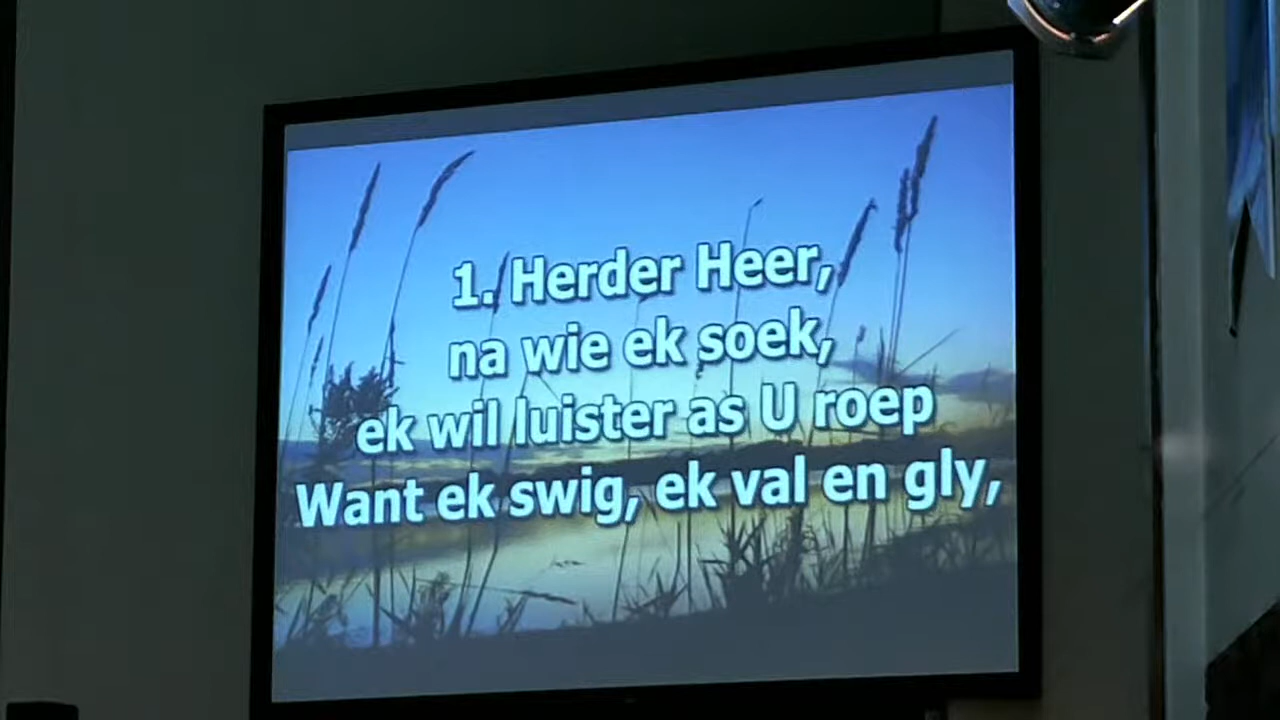 1. Herder Heer,
na wie ek soek,
ek wil luister as U roep
Want ek swig, ek val en gly,